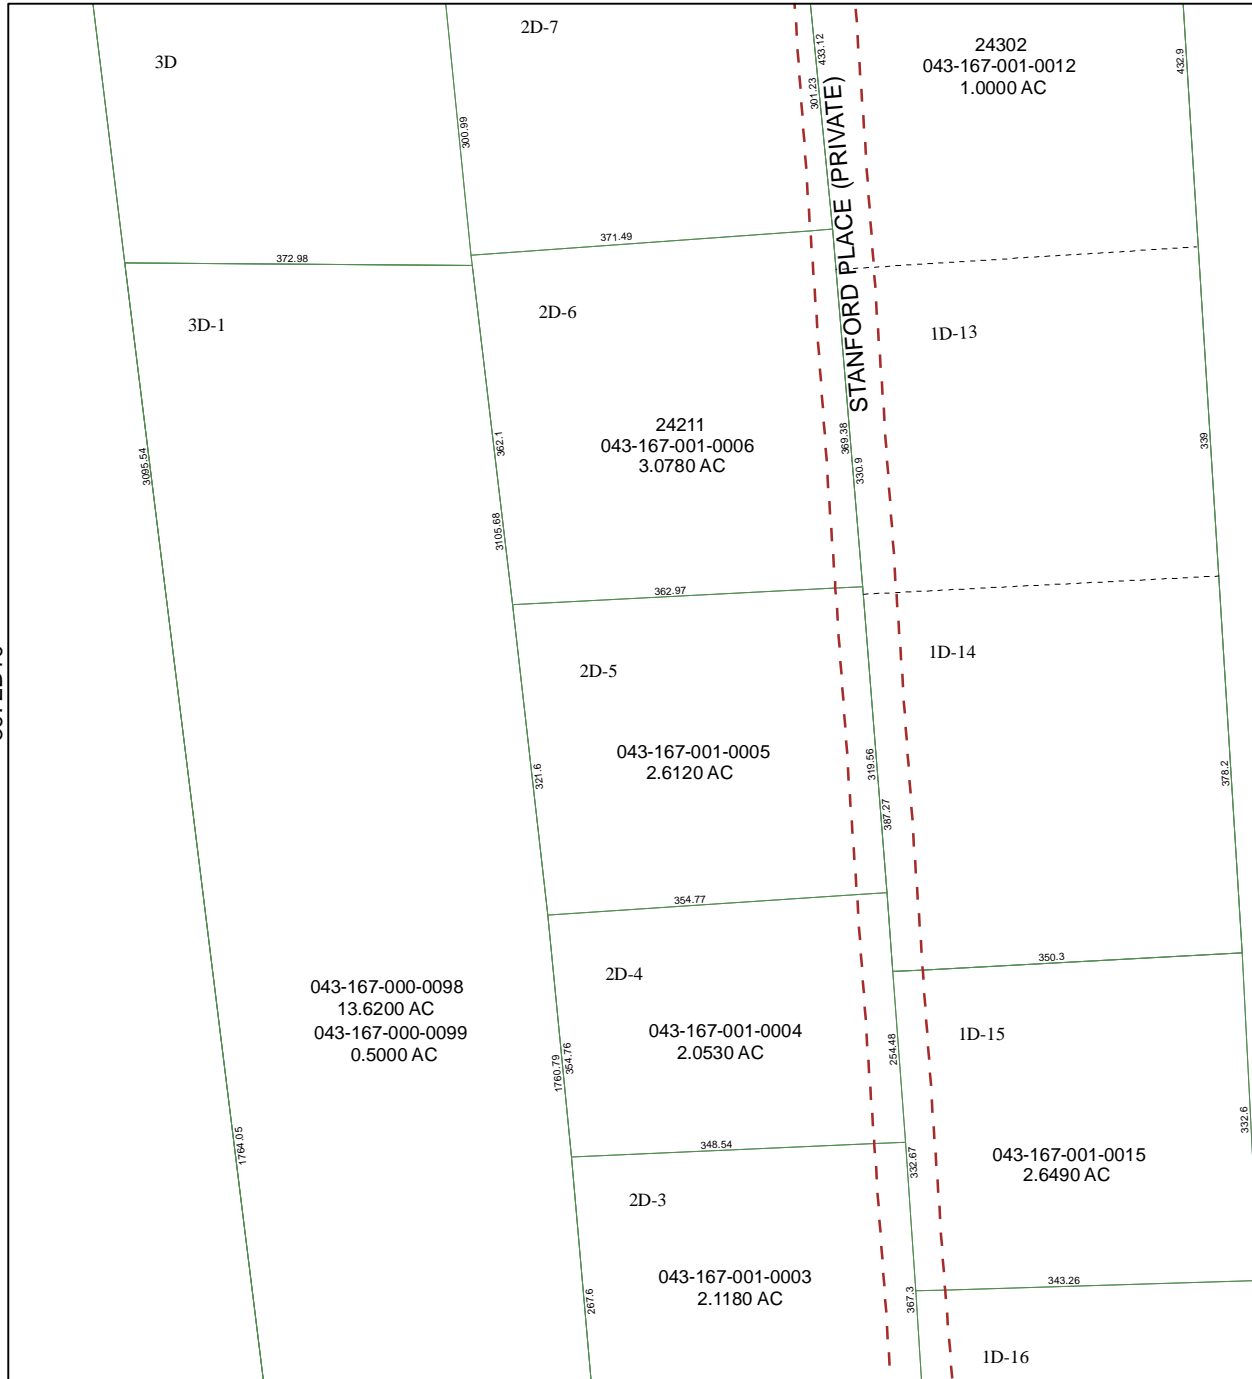 3D
2D-7
433.12
301.23
24302
043-167-001-0012
1.0000 AC
432.9
300.99
STANFORD PLACE (PRIVATE)
371.49
372.98
3D-1
2D-6
1D-13
24211
043-167-001-0006
3.0780 AC
3095.54
362.1
369.38
330.9
339
3105.68
362.97
2D-5
1D-14
043-167-001-0005
2.6120 AC
321.6
319.56
387.27
378.2
354.77
2D-4
350.3
043-167-000-0098
13.6200 AC
043-167-000-0099
0.5000 AC
043-167-001-0004
2.0530 AC
1D-15
254.48
354.76
1760.79
1764.05
348.54
332.67
332.6
043-167-001-0015
2.6490 AC
2D-3
043-167-001-0003
2.1180 AC
267.6
367.3
343.26
1D-16